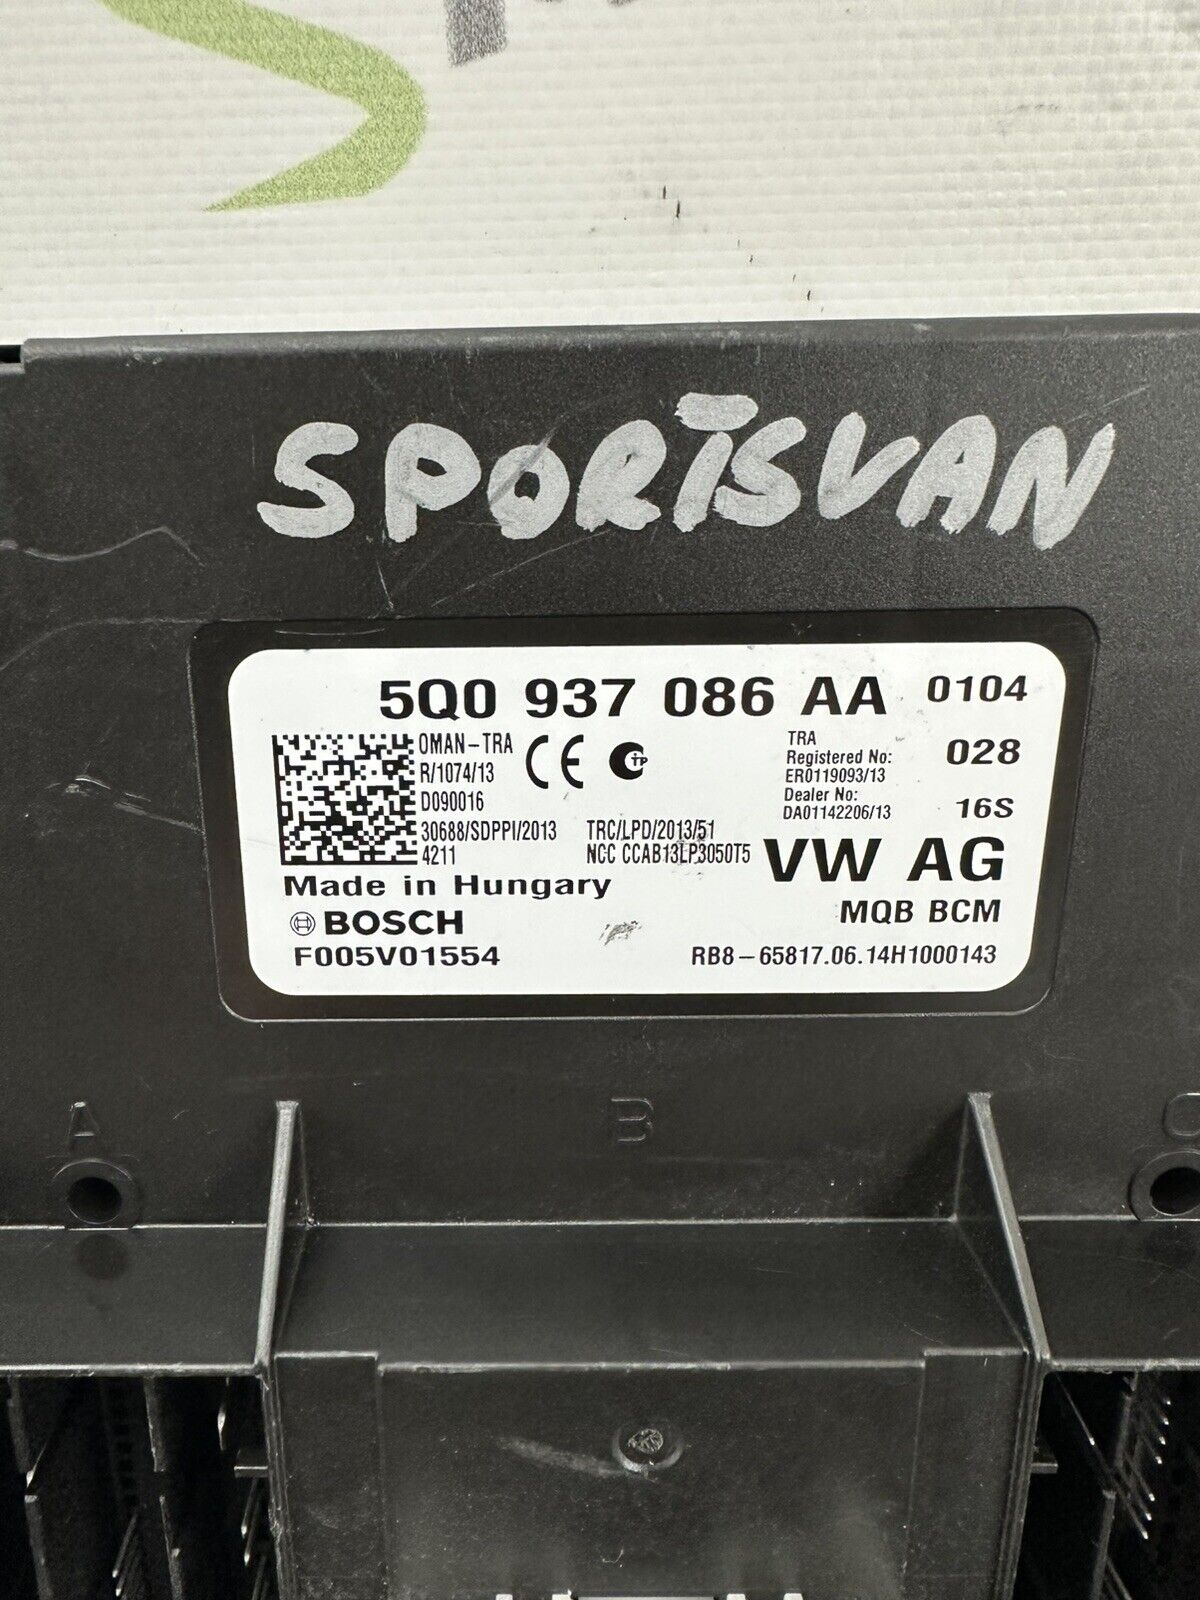 SPORISVAN
5Q0 937 086 AA 0104
OMAN-TRA
R/1074/13
D090016
30688/SDPPI/2013
4211
CE
TRC/LPD/2013/51
NCC CCAB13LP3050T5
TRA
Registered No:
ER0119093/13
Dealer No:
DA01142206/13
028
16S
VW AG
MQB BCM
Made in Hungary
BOSCH
F005V01554
RB8-65817.06.14H1000143
A
B
C